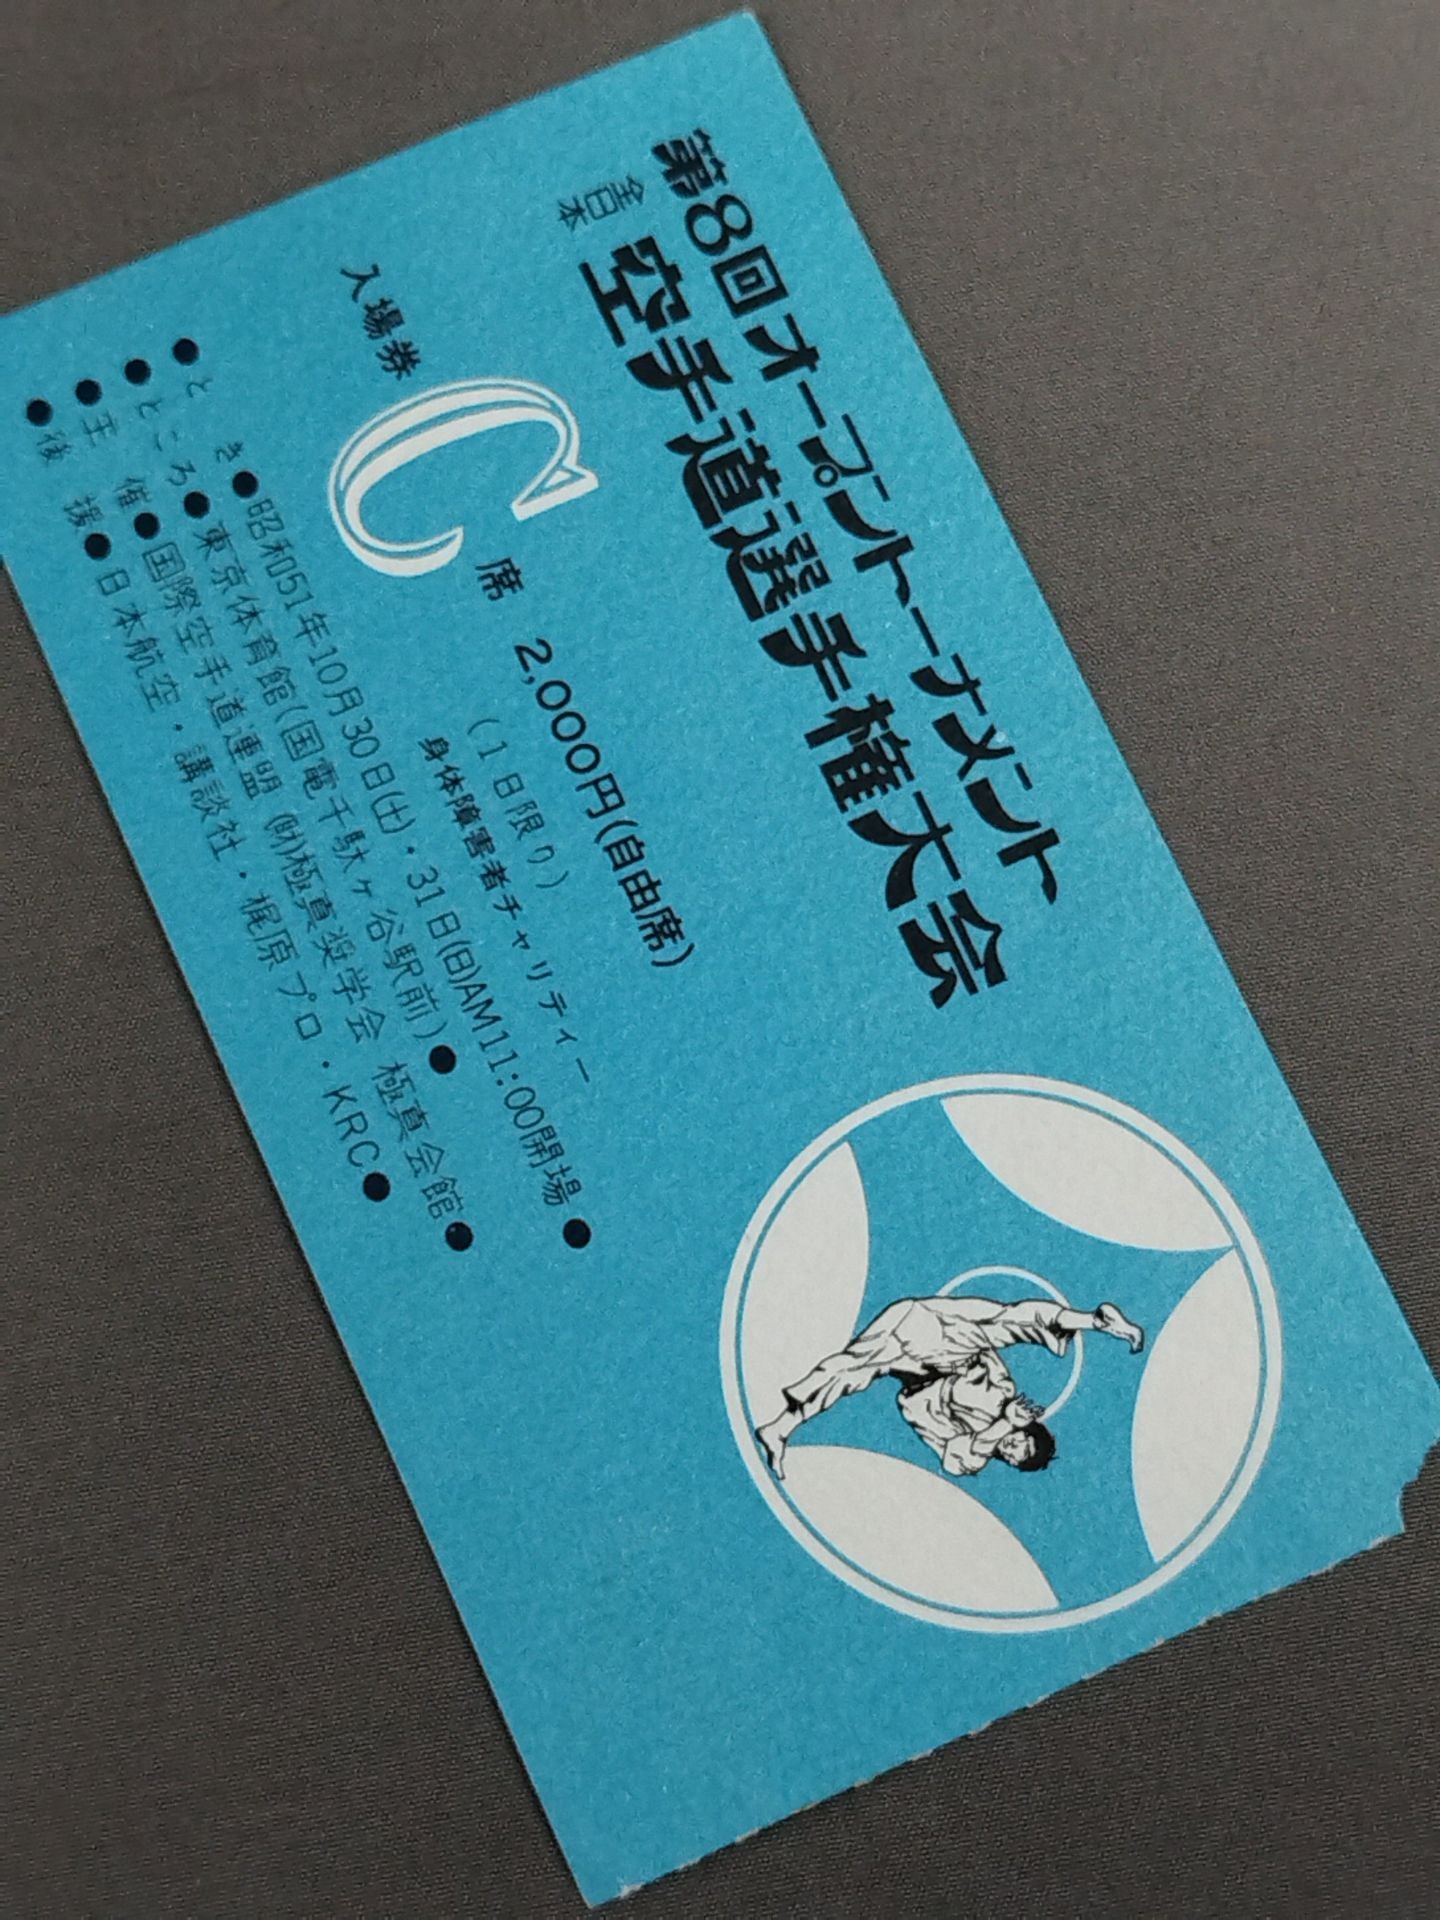 第8回オープントーナメント
全日本 空手道選手権大会
入場券 C席 2,000円(自由席)
(1日限り)
身体障害者チャリティー
●と き●昭和51年10月30日(土)・31日(日)AM11:00開場●
●ところ●東京体育館(国電千駄ヶ谷駅前)●
●主 催●国際空手道連盟 (財)極真奨学会 極真会館●
●後 援●日本航空・講談社・梶原プロ・KRC●